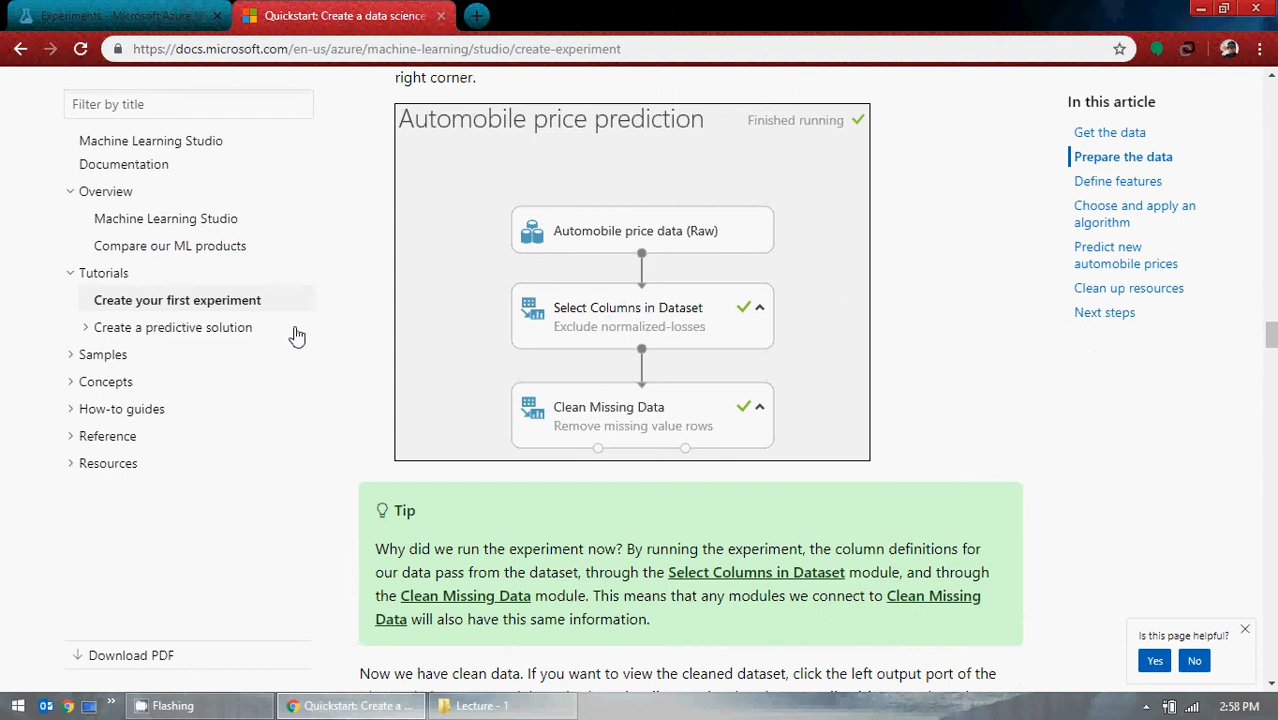 Experiments - Microsoft Azure
Quickstart: Create a data science
https://docs.microsoft.com/en-us/azure/machine-learning/studio/create-experiment
right corner.
Filter by title
Machine Learning Studio
Documentation
Overview
Machine Learning Studio
Compare our ML products
Tutorials
Create your first experiment
Create a predictive solution
Samples
Concepts
How-to guides
Reference
Resources
Download PDF
Automobile price prediction
Finished running
Automobile price data (Raw)
Select Columns in Dataset
Exclude normalized-losses
Clean Missing Data
Remove missing value rows
Tip
Why did we run the experiment now? By running the experiment, the column definitions for
our data pass from the dataset, through the Select Columns in Dataset module, and through
the Clean Missing Data module. This means that any modules we connect to Clean Missing
Data will also have this same information.
Now we have clean data. If you want to view the cleaned dataset, click the left output port of the
In this article
Get the data
Prepare the data
Define features
Choose and apply an
algorithm
Predict new
automobile prices
Clean up resources
Next steps
Is this page helpful?
Yes
No
Flashing
Quickstart: Create a ...
Lecture - 1
2:58 PM